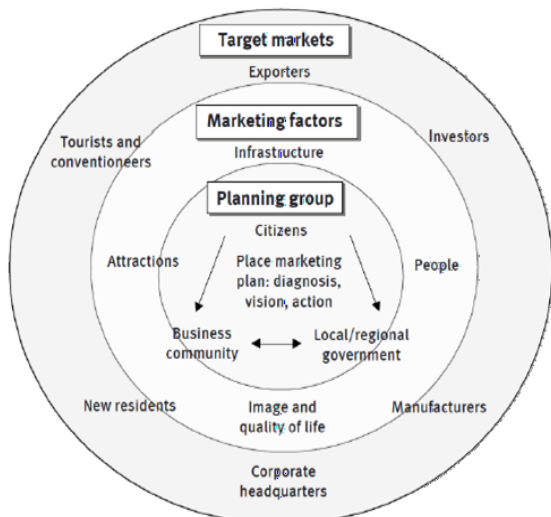 Target markets
Exporters
Marketing factors
Tourists and
conventioneers
Investors
Infrastructure
Planning group
Citizens
Attractions
Place marketing
plan: diagnosis,
vision, action
People
Business
community
Local/regional
government
New residents
Image and
quality of life
Manufacturers
Corporate
headquarters